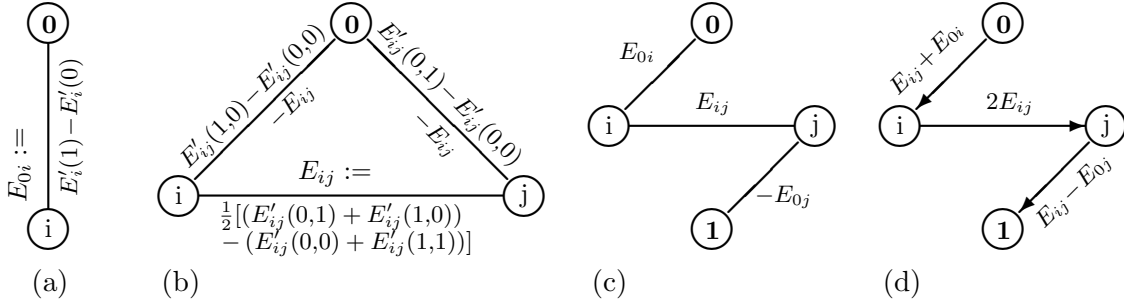 0
E_{0i} :=
E'_i(1)−E'_i(0)
i
(a)
0
E'_{ij}(1,0)−E'_{ij}(0,0)
−E_{ij}
E'_{ij}(0,1)−E'_{ij}(0,0)
−E_{ij}
i
E_{ij} :=
j
½[(E'_{ij}(0,1) + E'_{ij}(1,0))
− (E'_{ij}(0,0) + E'_{ij}(1,1))]
(b)
0
E_{0i}
i
E_{ij}
j
−E_{0j}
1
(c)
0
E_{ij}+E_{0i}
i
2E_{ij}
j
E_{ij}−E_{0j}
1
(d)